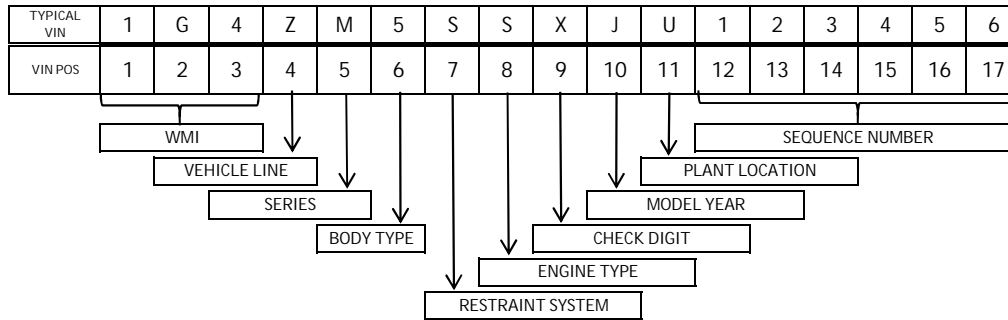 TYPICAL VIN 1 G 4 Z M 5 S S X J U 1 2 3 4 5 6
VIN POS 1 2 3 4 5 6 7 8 9 10 11 12 13 14 15 16 17
WMI SEQUENCE NUMBER
VEHICLE LINE PLANT LOCATION
SERIES MODEL YEAR
BODY TYPE CHECK DIGIT
ENGINE TYPE
RESTRAINT SYSTEM